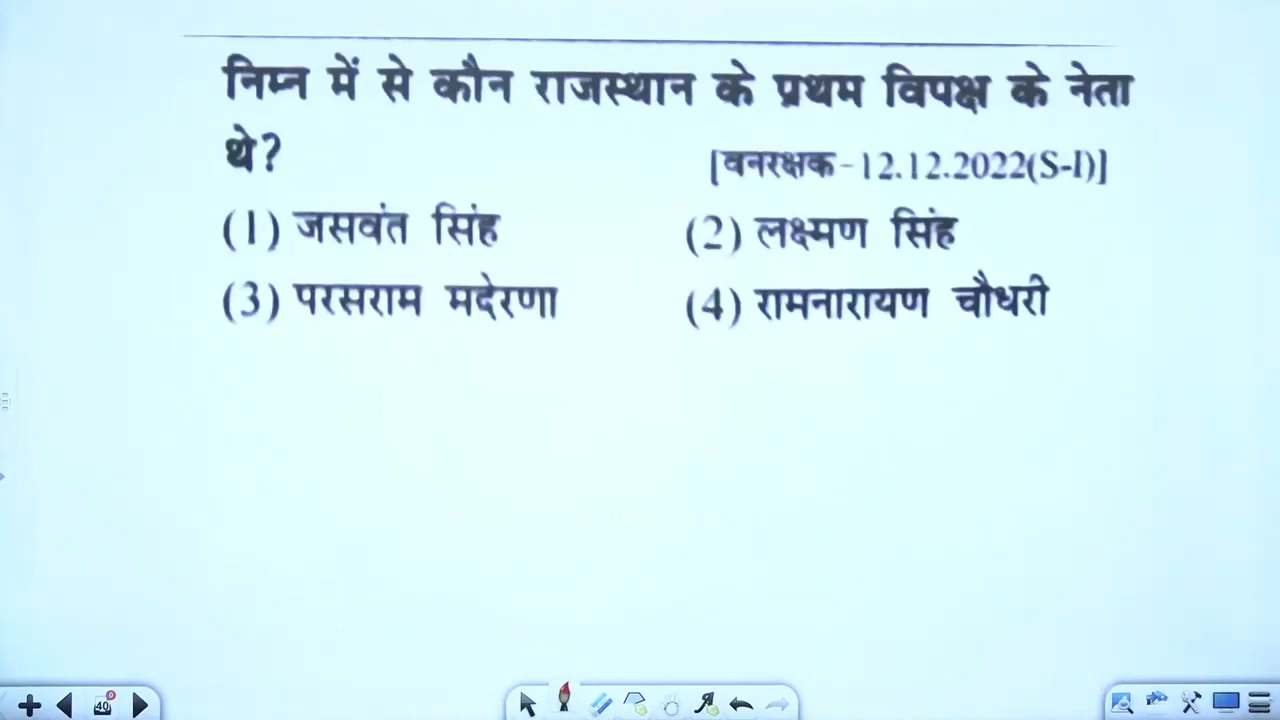 निम्न में से कौन राजस्थान के प्रथम विपक्ष के नेता
थे? [वनरक्षक-12.12.2022(S-I)]
(1) जसवंत सिंह (2) लक्ष्मण सिंह
(3) परसराम मदेरणा (4) रामनारायण चौधरी
40